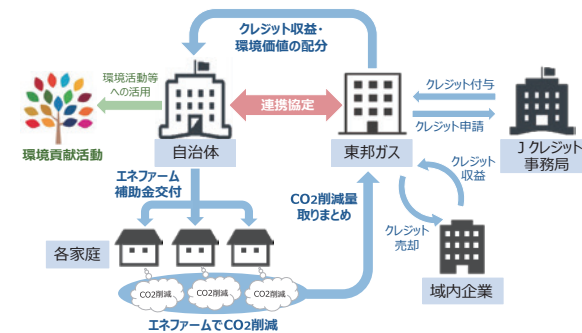 クレジット収益・
環境価値の配分
環境活動等
への活用
連携協定
クレジット付与
クレジット申請
環境貢献活動
自治体
東邦ガス
Jクレジット
事務局
エネファーム
補助金交付
CO2削減量
取りまとめ
クレジット
収益
クレジット
売却
各家庭
域内企業
CO2削減
CO2削減
CO2削減
エネファームでCO2削減